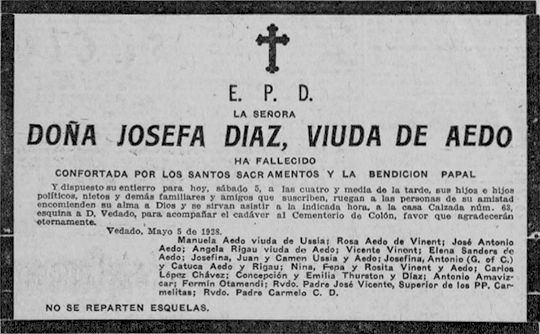 E. P. D.
LA SEÑORA
DOÑA JOSEFA DIAZ, VIUDA DE AEDO
HA FALLECIDO
CONFORTADA POR LOS SANTOS SACRAMENTOS Y LA BENDICION PAPAL
Y dispuesto su entierro para hoy, sábado 5, a las cuatro y media de la tarde, sus hijos e hijos
políticos, nietos y demás familiares y amigos que suscriben, ruegan a las personas de su amistad
encomienden su alma a Dios y se sirvan asistir a la indicada hora, a la casa Calzada núm. 63,
esquina a D, Vedado, para acompañar el cadáver al Cementerio de Colón, favor que agradecerán
eternamente.
Vedado, Mayo 5 de 1928.
Manuela Aedo viuda de Ussia; Rosa Aedo de Vinent; José Antonio
Aedo; Angela Rigau viuda de Aedo; Vicente Vinent; Elena Sanders de
Aedo; Josefina, Juan y Camen Ussia y Aedo; Josefina, Antonio (G. of C.)
y Catuca Aedo y Rigau; Nina, Fepa y Rosita Vinent y Aedo; Carlos
López Chávez; Concepción y Emilia Thurston y Díaz; Antonio Amavizcar;
Fermín Otamendi; Rvdo. Padre José Vicente, Superior de los PP. Carmelitas;
Rvdo. Padre Carmelo C. D.
NO SE REPARTEN ESQUELAS.